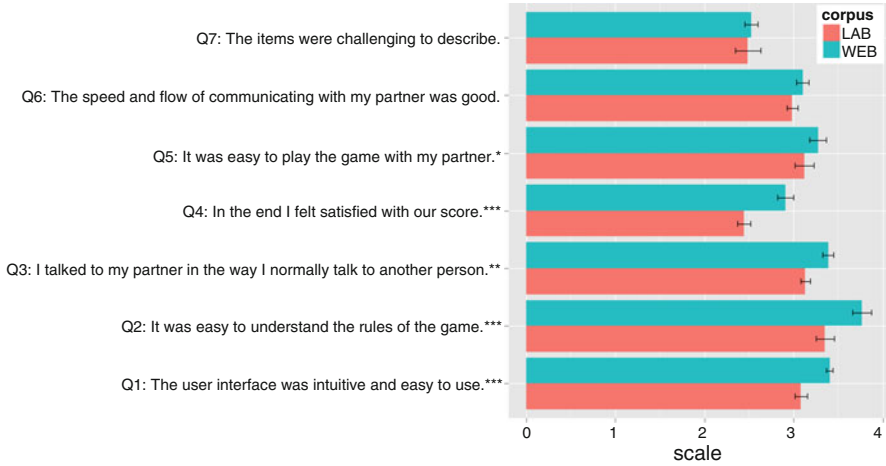 corpus
LAB
WEB
Q7: The items were challenging to describe.
Q6: The speed and flow of communicating with my partner was good.
Q5: It was easy to play the game with my partner.*
Q4: In the end I felt satisfied with our score.***
Q3: I talked to my partner in the way I normally talk to another person.**
Q2: It was easy to understand the rules of the game.***
Q1: The user interface was intuitive and easy to use.***
0 1 2 3 4
scale